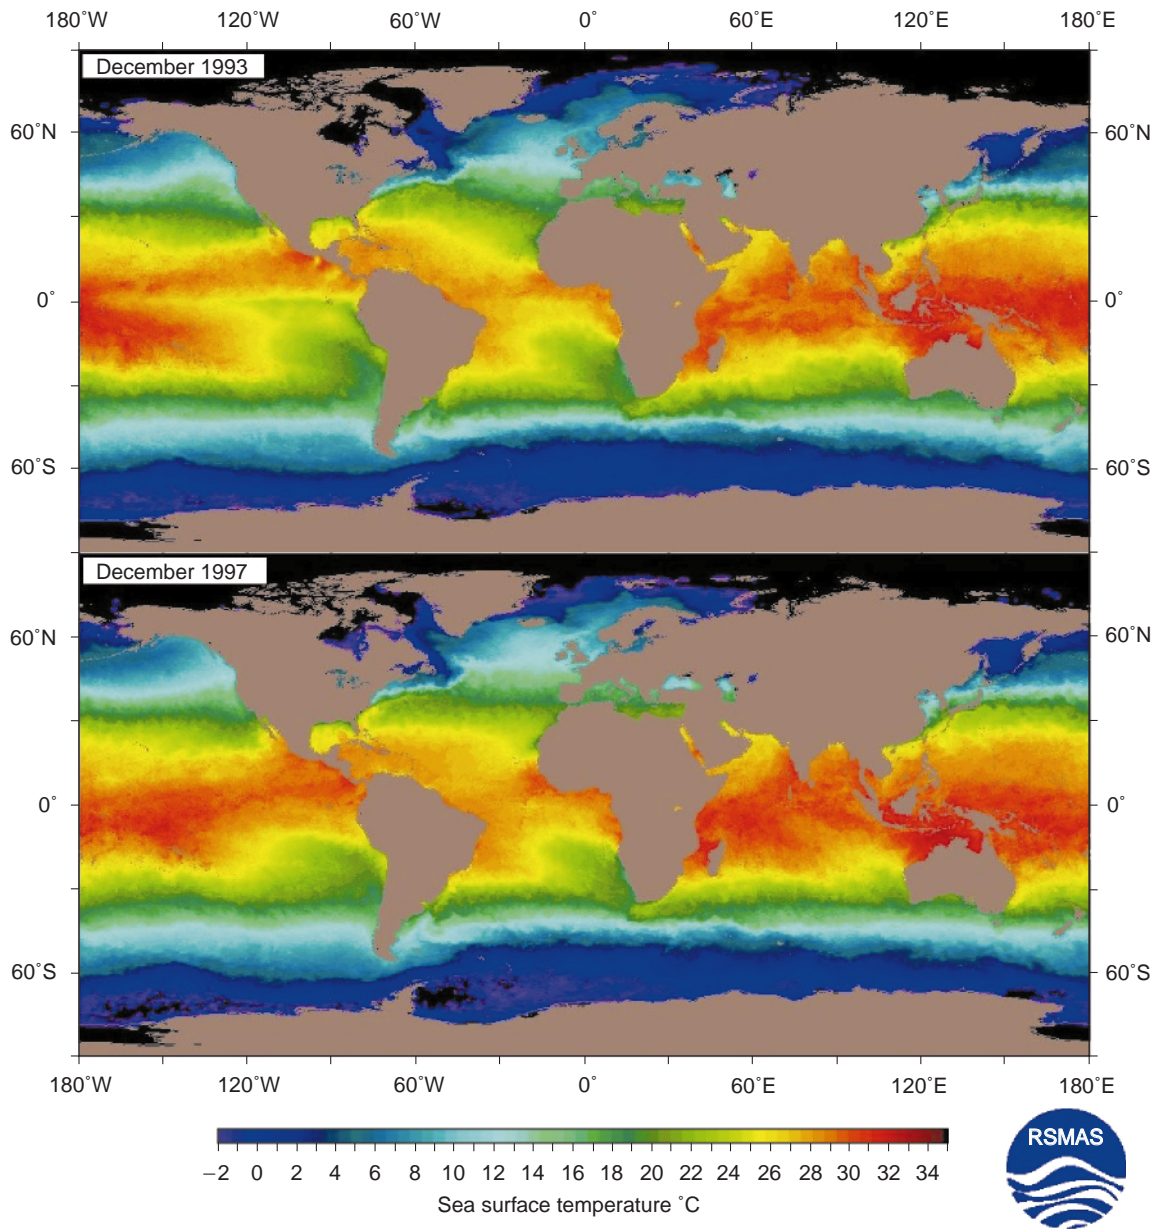 180˚W 120˚W 60˚W 0˚ 60˚E 120˚E 180˚E
December 1993
60˚N 60˚N
0˚ 0˚
60˚S 60˚S
December 1997
60˚N 60˚N
0˚ 0˚
60˚S 60˚S
180˚W 120˚W 60˚W 0˚ 60˚E 120˚E 180˚E
−2 0 2 4 6 8 10 12 14 16 18 20 22 24 26 28 30 32 34
Sea surface temperature ˚C
RSMAS